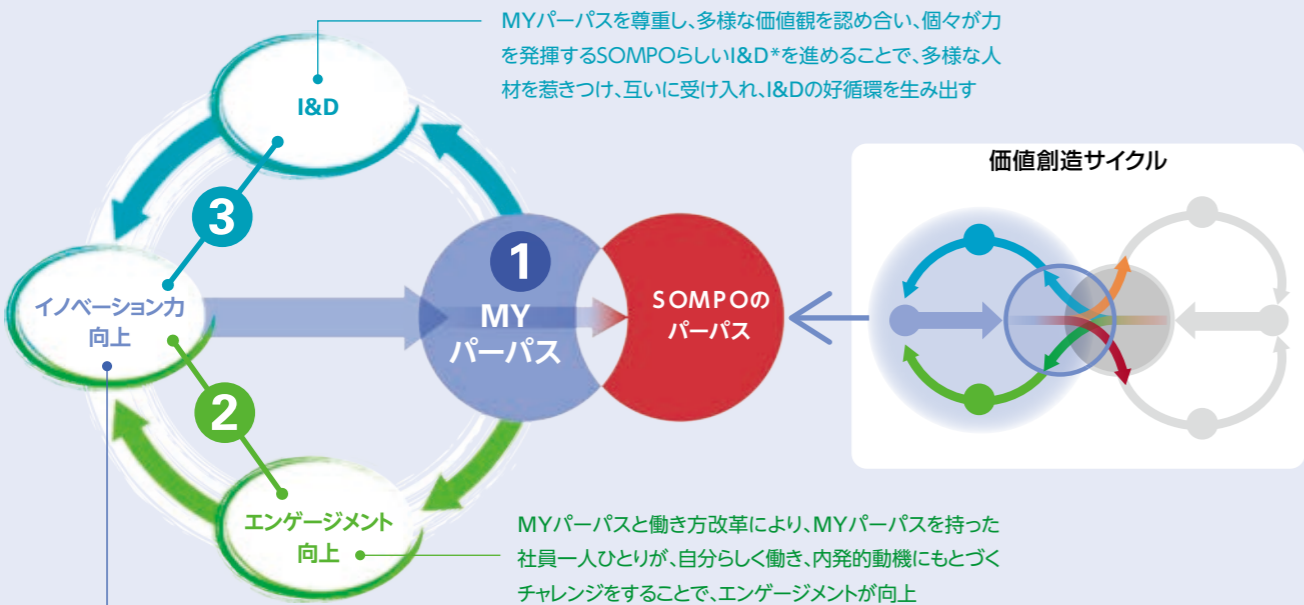 MYパーパスを尊重し、多様な価値観を認め合い、個々が力
を発揮するSOMPOらしいI&D*を進めることで、多様な人
材を惹きつけ、互いに受け入れ、I&Dの好循環を生み出す
I&D
価値創造サイクル
3
1
MY
パーパス
SOMPOの
パーパス
イノベーション力
向上
2
エンゲージメント
向上
MYパーパスと働き方改革により、MYパーパスを持った
社員一人ひとりが、自分らしく働き、内発的動機にもとづく
チャレンジをすることで、エンゲージメントが向上